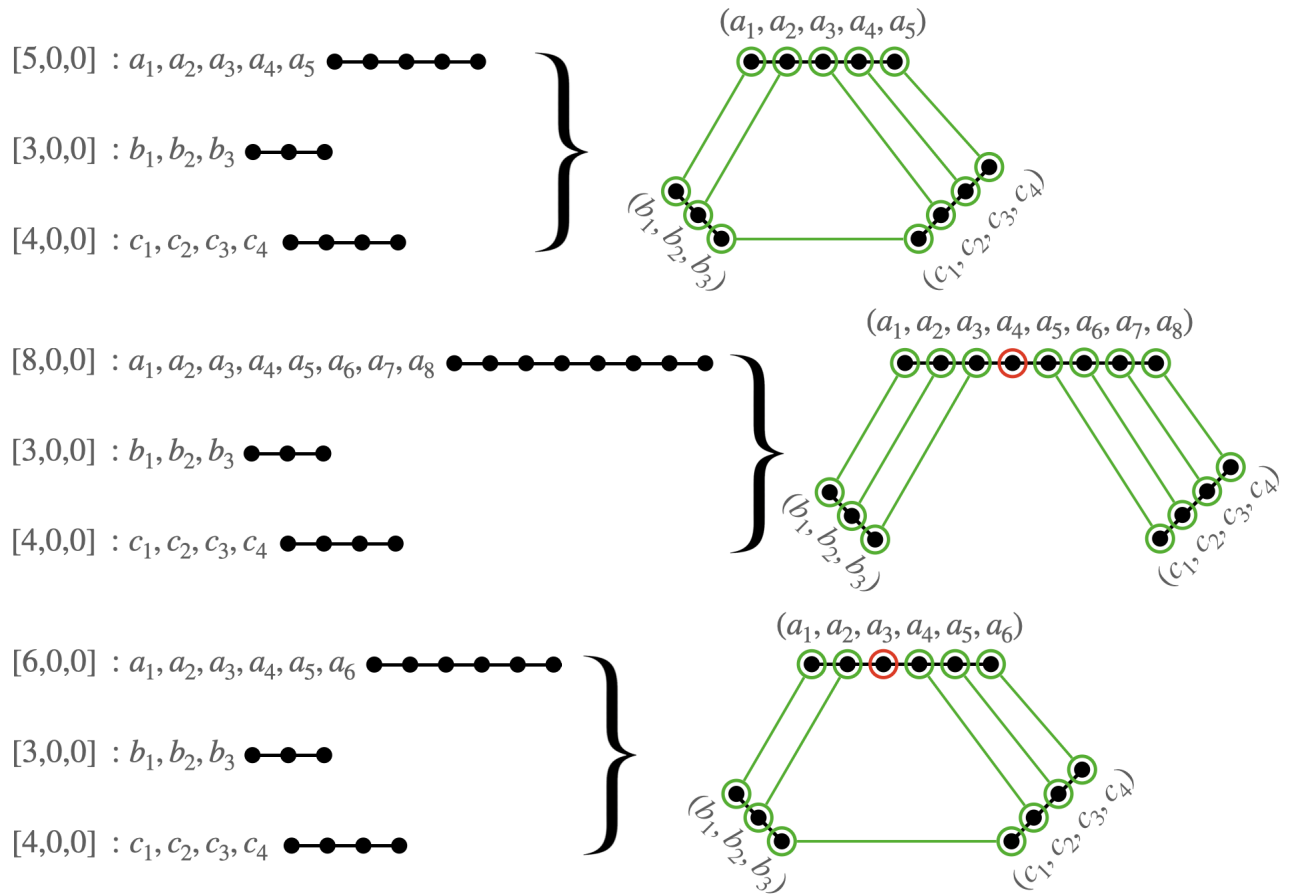 (a₁, a₂, a₃, a₄, a₅)
[5,0,0] : a₁, a₂, a₃, a₄, a₅
[3,0,0] : b₁, b₂, b₃
[4,0,0] : c₁, c₂, c₃, c₄
(b₁, b₂, b₃)
(c₁, c₂, c₃, c₄)
(a₁, a₂, a₃, a₄, a₅, a₆, a₇, a₈)
[8,0,0] : a₁, a₂, a₃, a₄, a₅, a₆, a₇, a₈
[3,0,0] : b₁, b₂, b₃
[4,0,0] : c₁, c₂, c₃, c₄
(b₁, b₂, b₃)
(c₁, c₂, c₃, c₄)
(a₁, a₂, a₃, a₄, a₅, a₆)
[6,0,0] : a₁, a₂, a₃, a₄, a₅, a₆
[3,0,0] : b₁, b₂, b₃
[4,0,0] : c₁, c₂, c₃, c₄
(b₁, b₂, b₃)
(c₁, c₂, c₃, c₄)